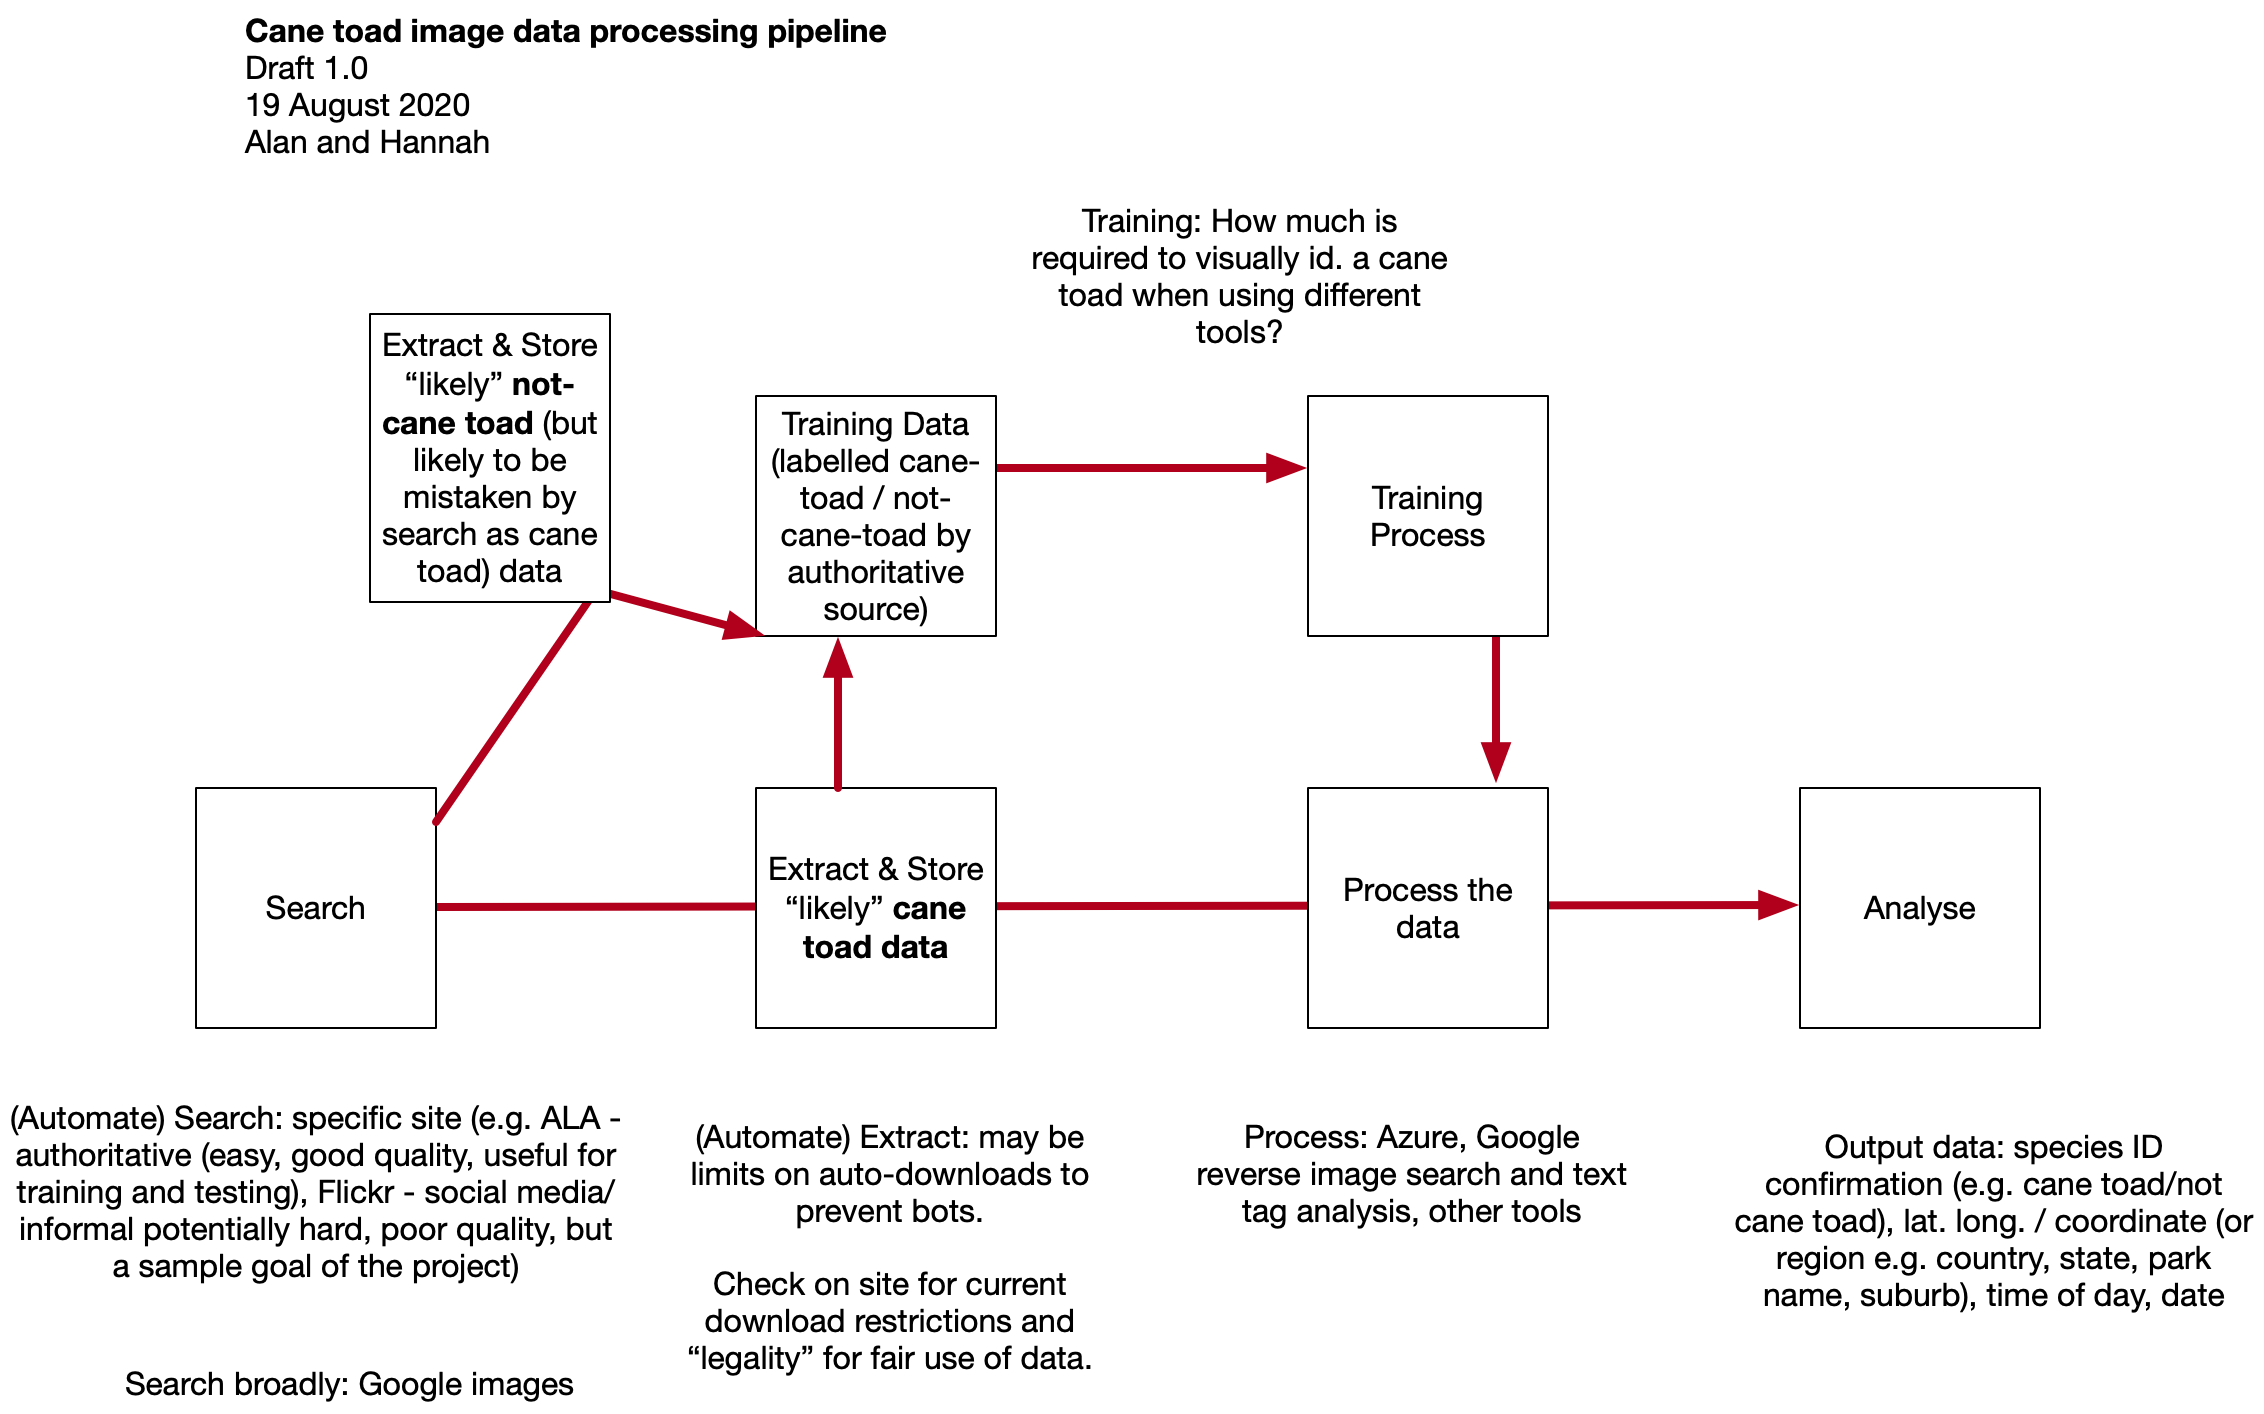 Cane toad image data processing pipeline
Draft 1.0
19 August 2020
Alan and Hannah
Training: How much is
required to visually id. a cane
toad when using different
tools?
Extract & Store
“likely” not-
cane toad (but
likely to be
mistaken by
search as cane
toad) data
Training Data
(labelled cane-
toad / not-
cane-toad by
authoritative
source)
Training
Process
Search
Extract & Store
“likely” cane
toad data
Process the
data
Analyse
(Automate) Search: specific site (e.g. ALA -
authoritative (easy, good quality, useful for
training and testing), Flickr - social media/
informal potentially hard, poor quality, but
a sample goal of the project)
Search broadly: Google images
(Automate) Extract: may be
limits on auto-downloads to
prevent bots.
Check on site for current
download restrictions and
“legality” for fair use of data.
Process: Azure, Google
reverse image search and text
tag analysis, other tools
Output data: species ID
confirmation (e.g. cane toad/not
cane toad), lat. long. / coordinate (or
region e.g. country, state, park
name, suburb), time of day, date